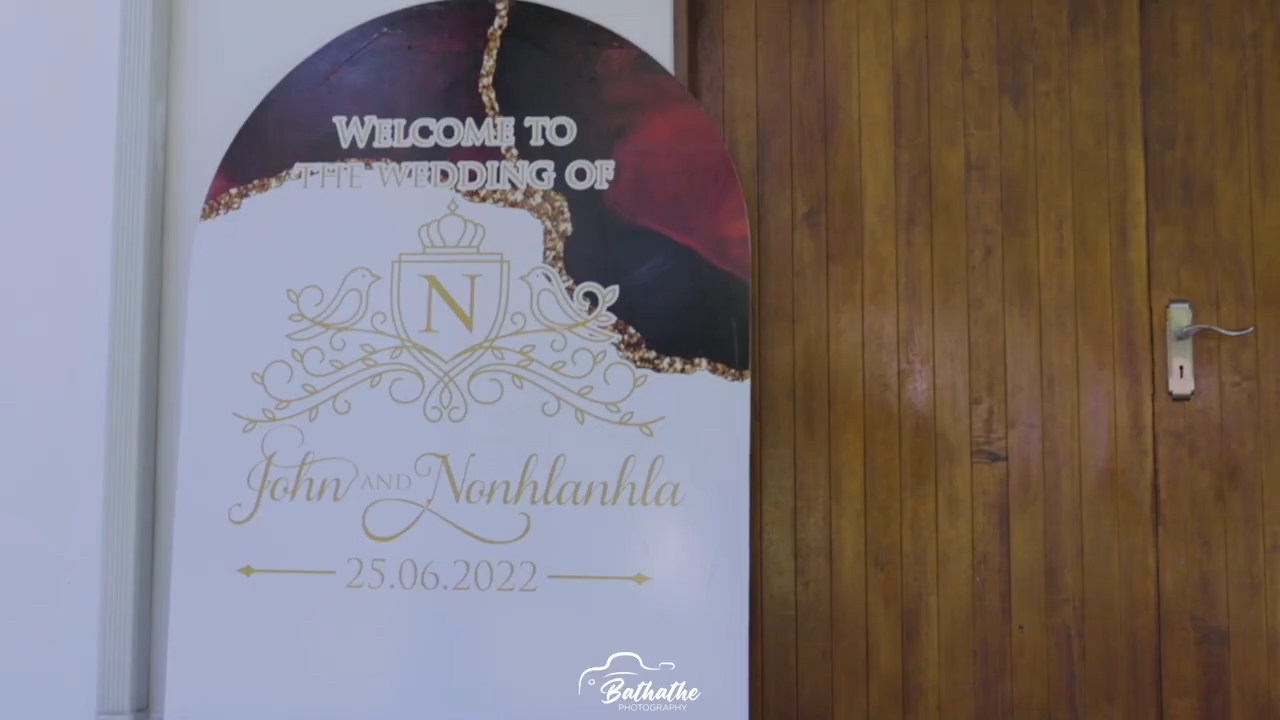 WELCOME TO
THE WEDDING OF
N
John AND Nonhlanhla
25.06.2022
Bathathe
PHOTOGRAPHY